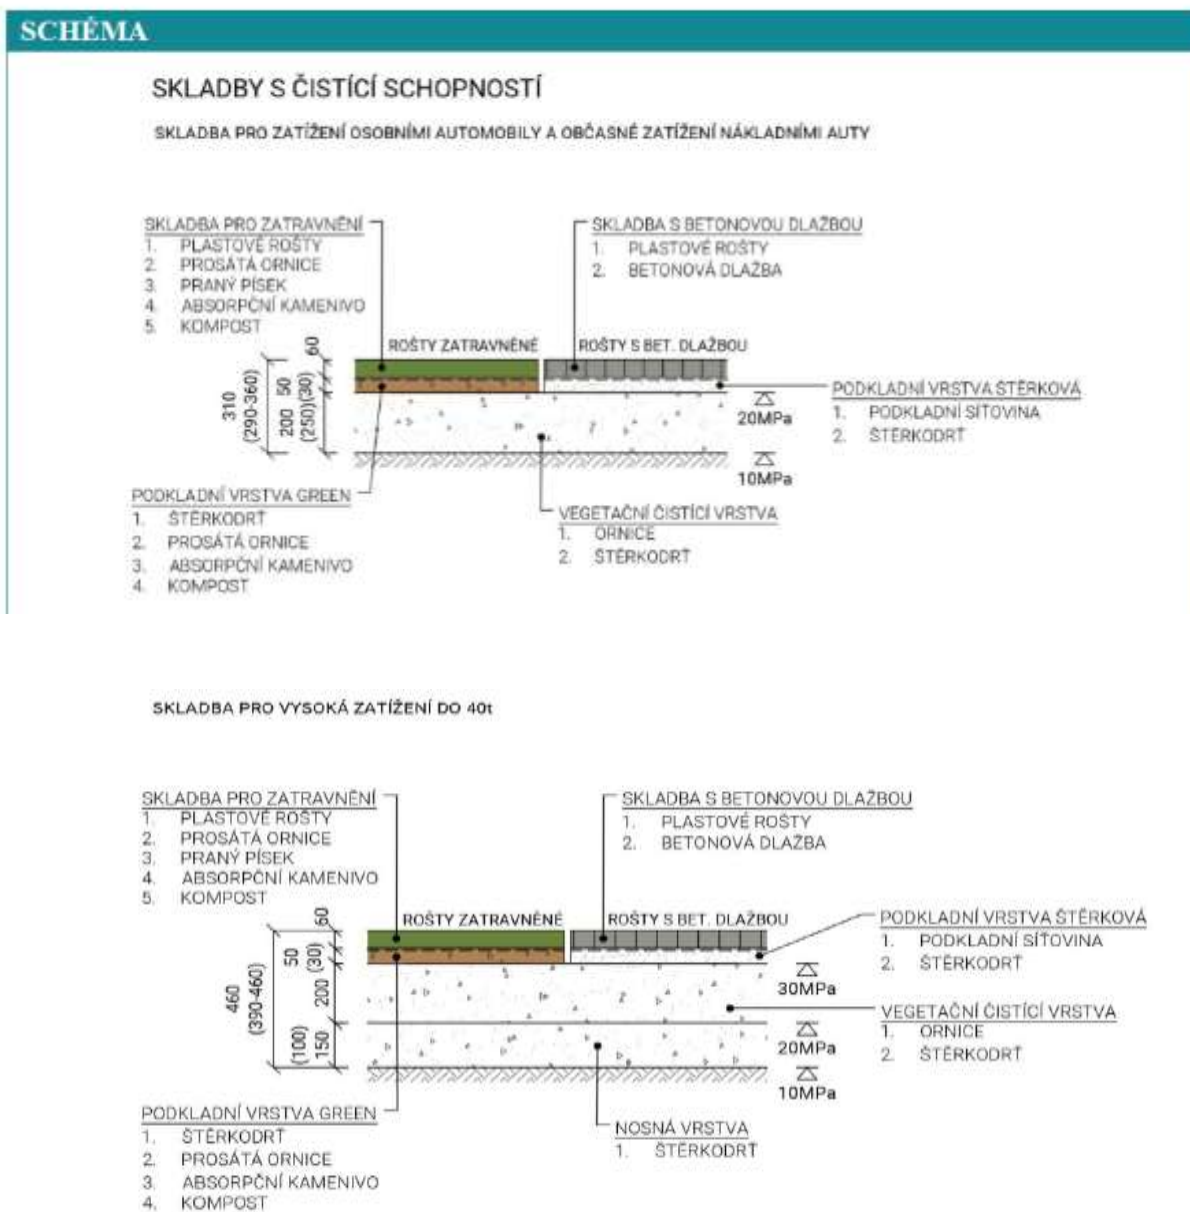 SCHÉMA
SKLADBY S ČISTÍCÍ SCHOPNOSTÍ
SKLADBA PRO ZATÍŽENÍ OSOBNÍMI AUTOMOBILY A OBČASNÉ ZATÍŽENÍ NÁKLADNÍMI AUTY
SKLADBA PRO ZATRAVNĚNÍ
1. PLASTOVÉ ROŠTY
2. PROSÁTÁ ORNICE
3. PRANÝ PÍSEK
4. ABSORPČNÍ KAMENIVO
5. KOMPOST
SKLADBA S BETONOVOU DLAŽBOU
1. PLASTOVÉ ROŠTY
2. BETONOVÁ DLAŽBA
ROŠTY ZATRAVNĚNÉ
ROŠTY S BET. DLAŽBOU
60
50
(30)
200
(250)
310
(290-360)
20MPa
10MPa
PODKLADNÍ VRSTVA ŠTĚRKOVÁ
1. PODKLADNÍ SÍŤOVINA
2. ŠTĚRKODRŤ
PODKLADNÍ VRSTVA GREEN
1. ŠTĚRKODRŤ
2. PROSÁTÁ ORNICE
3. ABSORPČNÍ KAMENIVO
4. KOMPOST
VEGETAČNÍ ČISTÍCÍ VRSTVA
1. ORNICE
2. ŠTĚRKODRŤ
SKLADBA PRO VYSOKÁ ZATÍŽENÍ DO 40t
SKLADBA PRO ZATRAVNĚNÍ
1. PLASTOVÉ ROŠTY
2. PROSÁTÁ ORNICE
3. PRANÝ PÍSEK
4. ABSORPČNÍ KAMENIVO
5. KOMPOST
SKLADBA S BETONOVOU DLAŽBOU
1. PLASTOVÉ ROŠTY
2. BETONOVÁ DLAŽBA
ROŠTY ZATRAVNĚNÉ
ROŠTY S BET. DLAŽBOU
60
50
(30)
200
(100)
150
460
(390-460)
30MPa
20MPa
10MPa
PODKLADNÍ VRSTVA ŠTĚRKOVÁ
1. PODKLADNÍ SÍŤOVINA
2. ŠTĚRKODRŤ
VEGETAČNÍ ČISTÍCÍ VRSTVA
1. ORNICE
2. ŠTĚRKODRŤ
PODKLADNÍ VRSTVA GREEN
1. ŠTĚRKODRŤ
2. PROSÁTÁ ORNICE
3. ABSORPČNÍ KAMENIVO
4. KOMPOST
NOSNÁ VRSTVA
1. ŠTĚRKODRŤ